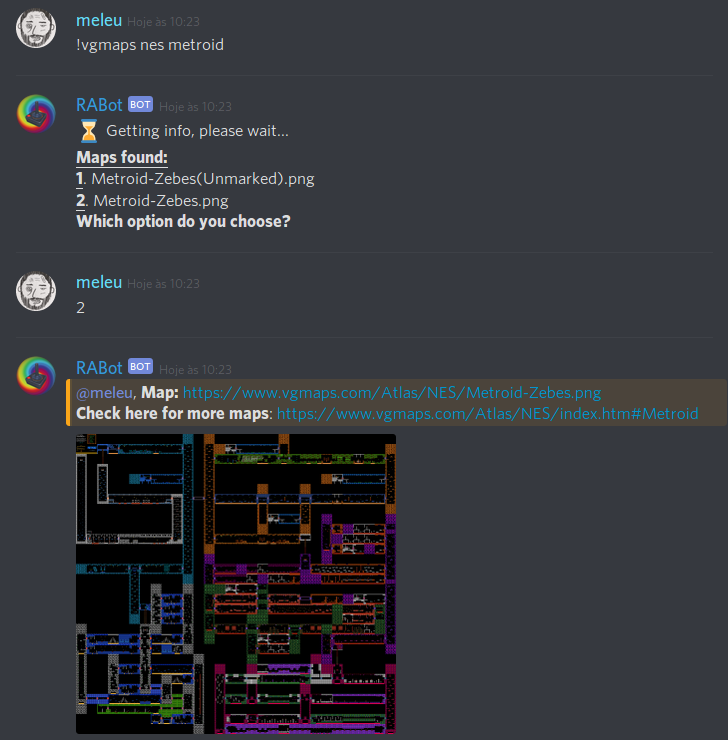 meleu Hoje às 10:23
!vgmaps nes metroid
RABot BOT Hoje às 10:23
⏳ Getting info, please wait...
Maps found:
1. Metroid-Zebes(Unmarked).png
2. Metroid-Zebes.png
Which option do you choose?
meleu Hoje às 10:23
2
RABot BOT Hoje às 10:23
@meleu, Map: https://www.vgmaps.com/Atlas/NES/Metroid-Zebes.png
Check here for more maps: https://www.vgmaps.com/Atlas/NES/index.htm#Metroid